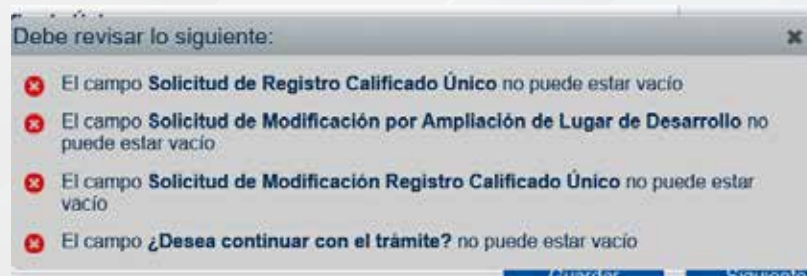 Debe revisar lo siguiente:
El campo Solicitud de Registro Calificado Único no puede estar vacío
El campo Solicitud de Modificación por Ampliación de Lugar de Desarrollo no
puede estar vacío
El campo Solicitud de Modificación Registro Calificado Único no puede estar
vacío
El campo ¿Desea continuar con el trámite? no puede estar vacío
Guardar Siguiente